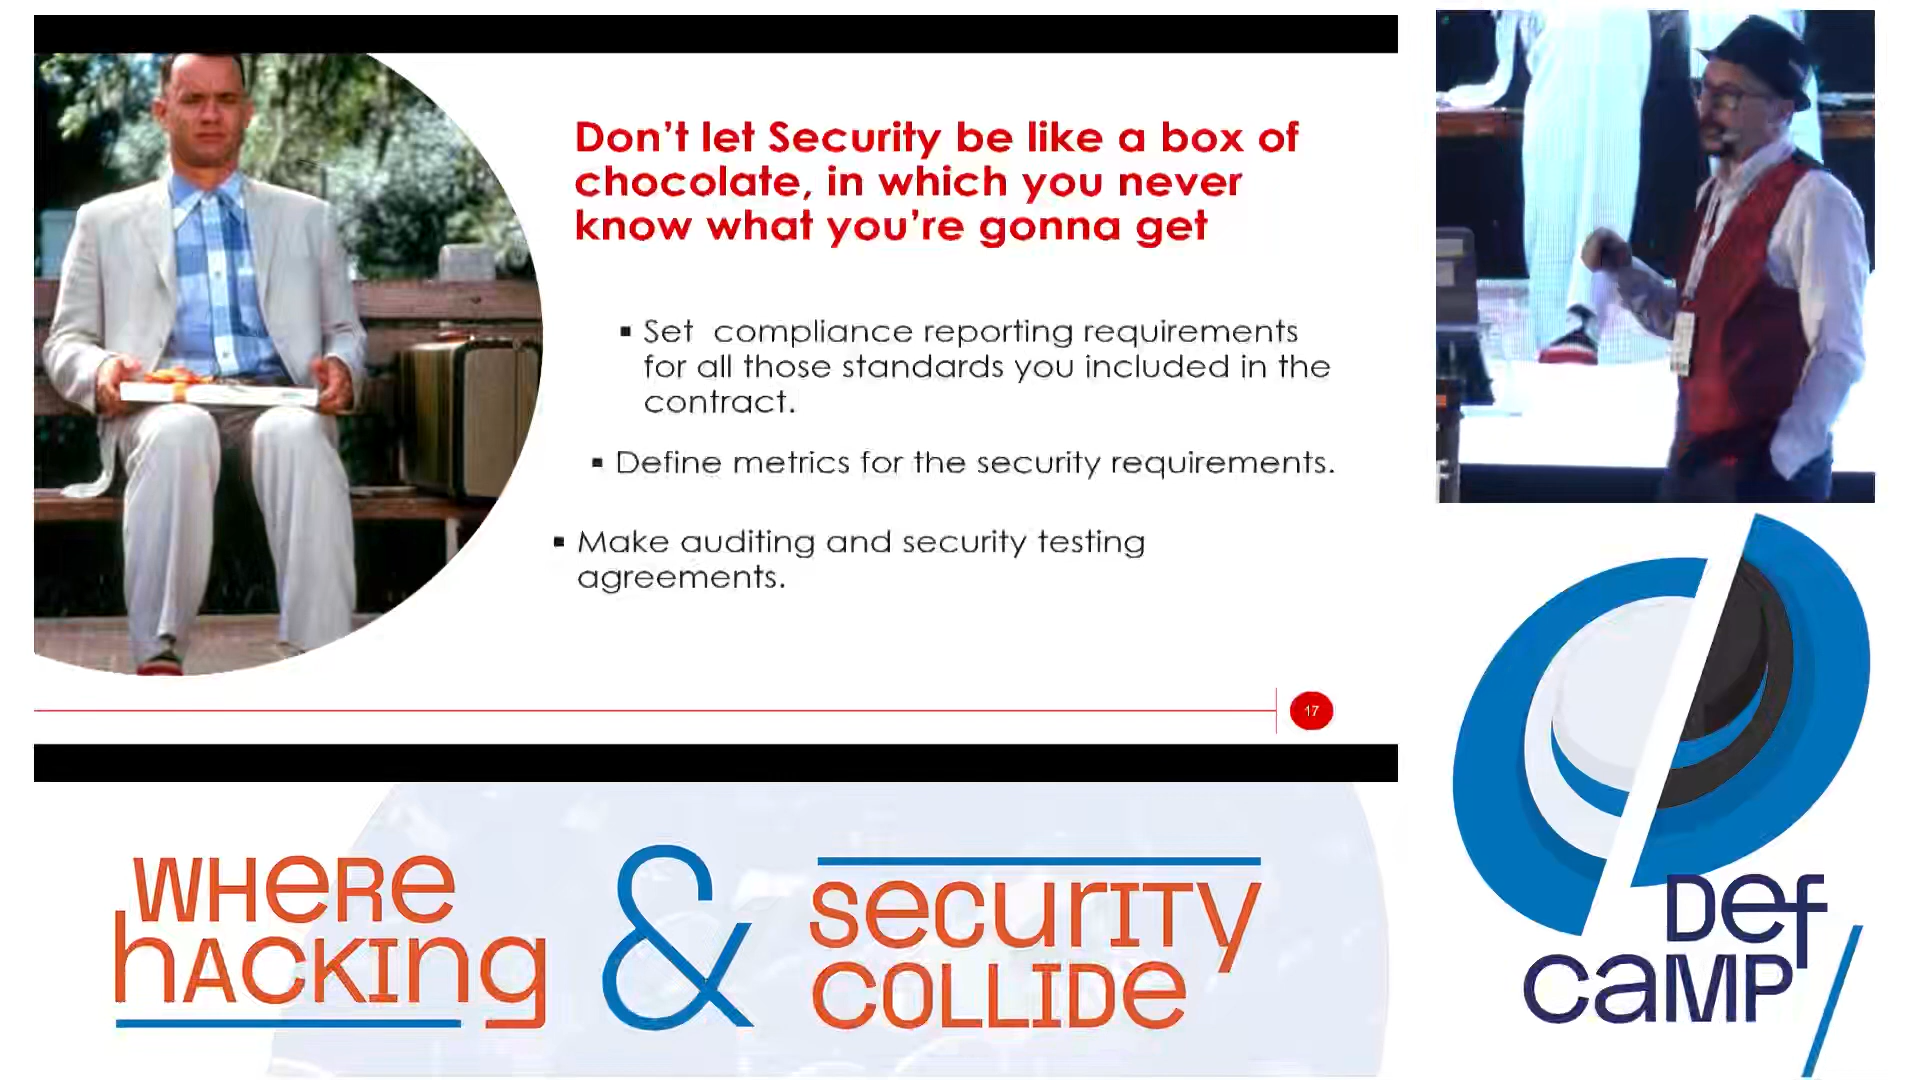 Don't let Security be like a box of
chocolate, in which you never
know what you're gonna get
▪ Set compliance reporting requirements
for all those standards you included in the
contract.
▪ Define metrics for the security requirements.
▪ Make auditing and security testing
agreements.
17
WHERE
hACKING
&
SECURITY
COLLIDE
DEF
CAMP